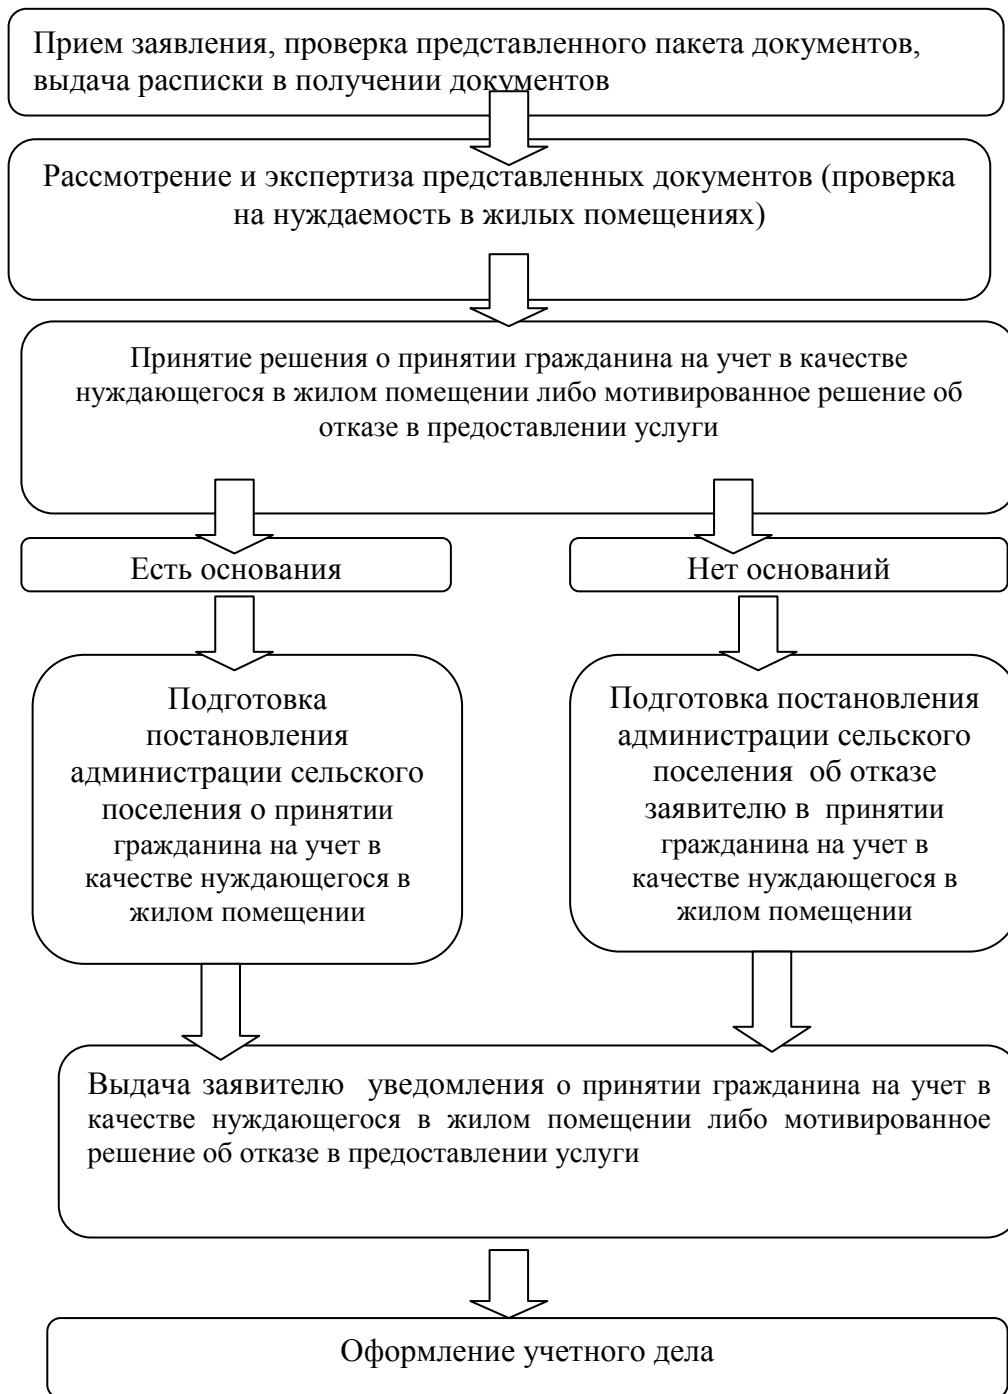 Прием заявления, проверка представленного пакета документов,
выдача расписки в получении документов
Рассмотрение и экспертиза представленных документов (проверка
на нуждаемость в жилых помещениях)
Принятие решения о принятии гражданина на учет в качестве
нуждающегося в жилом помещении либо мотивированное решение об
отказе в предоставлении услуги
Есть основания
Нет оснований
Подготовка
постановления
администрации сельского
поселения о принятии
гражданина на учет в
качестве нуждающегося в
жилом помещении
Подготовка постановления
администрации сельского
поселения об отказе
заявителю в принятии
гражданина на учет в
качестве нуждающегося в
жилом помещении
Выдача заявителю уведомления о принятии гражданина на учет в
качестве нуждающегося в жилом помещении либо мотивированное
решение об отказе в предоставлении услуги
Оформление учетного дела